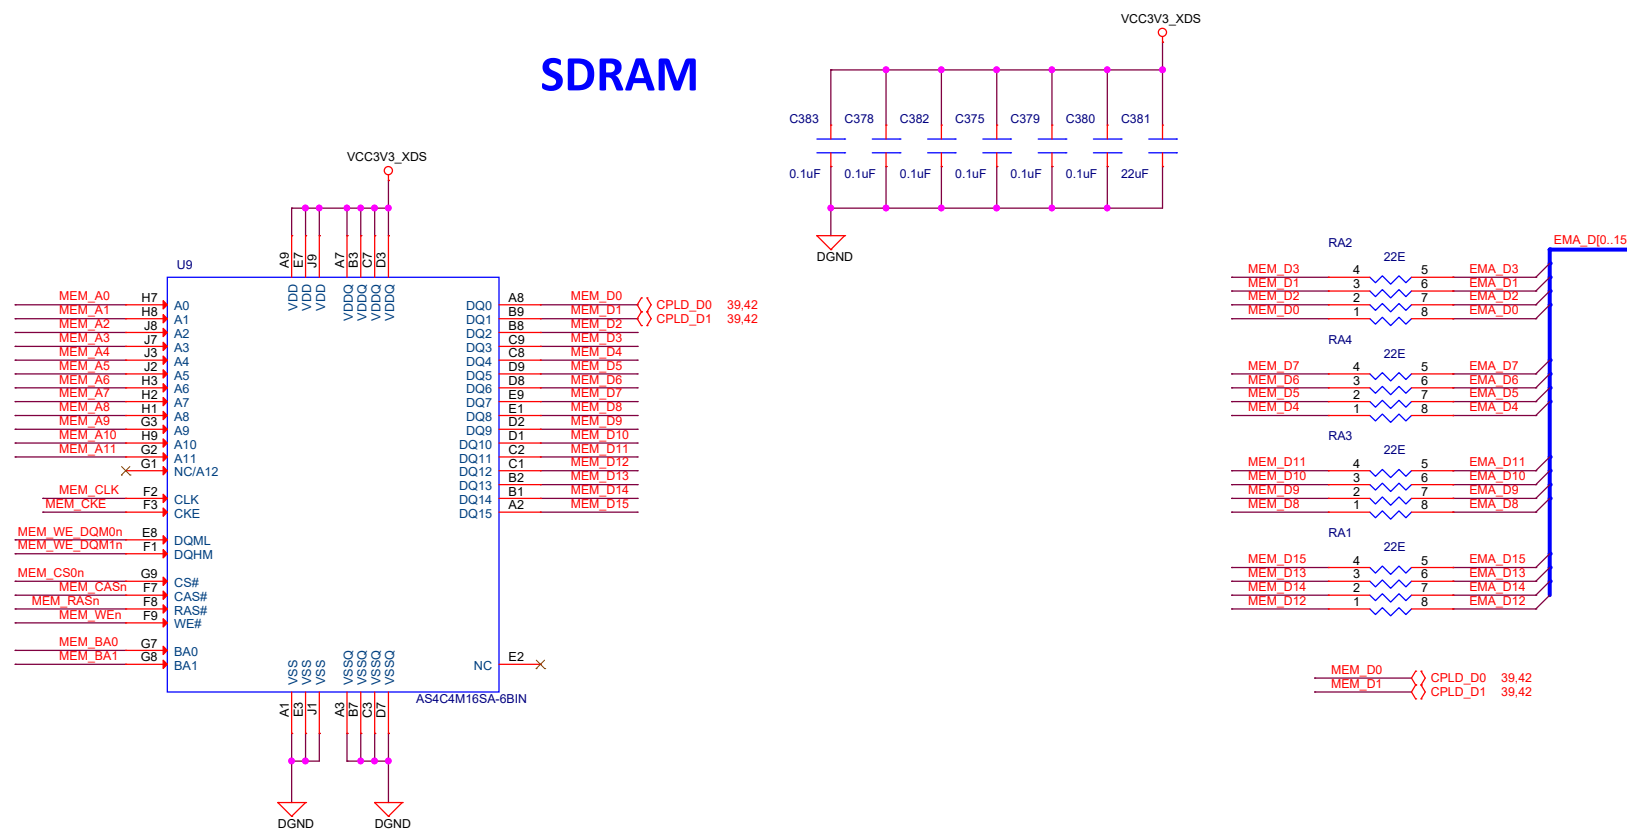 SDRAM
VCC3V3_XDS
C383 C378 C382 C375 C379 C380 C381
0.1uF 0.1uF 0.1uF 0.1uF 0.1uF 0.1uF 22uF
DGND
VCC3V3_XDS
A9 E7 J9 A7 B3 C7 D3
U9
VDD VDD VDD VDDQ VDDQ VDDQ VDDQ
MEM_A0 H7 A0
MEM_A1 H8 A1
MEM_A2 J8 A2
MEM_A3 J7 A3
MEM_A4 J3 A4
MEM_A5 J2 A5
MEM_A6 H3 A6
MEM_A7 H2 A7
MEM_A8 H1 A8
MEM_A9 G3 A9
MEM_A10 H9 A10
MEM_A11 G2 A11
G1 NC/A12
MEM_CLK F2 CLK
MEM_CKE F3 CKE
MEM_WE_DQM0n E8 DQML
MEM_WE_DQM1n F1 DQHM
MEM_CS0n G9 CS#
MEM_CASn F7 CAS#
MEM_RASn F8 RAS#
MEM_WEn F9 WE#
MEM_BA0 G7 BA0
MEM_BA1 G8 BA1
DQ0 A8 MEM_D0 CPLD_D0 39,42
DQ1 B9 MEM_D1 CPLD_D1 39,42
DQ2 B8 MEM_D2
DQ3 C9 MEM_D3
DQ4 C8 MEM_D4
DQ5 D9 MEM_D5
DQ6 D8 MEM_D6
DQ7 E9 MEM_D7
DQ8 E1 MEM_D8
DQ9 D2 MEM_D9
DQ10 D1 MEM_D10
DQ11 C2 MEM_D11
DQ12 C1 MEM_D12
DQ13 B2 MEM_D13
DQ14 B1 MEM_D14
DQ15 A2 MEM_D15
NC E2
VSS VSS VSS VSSQ VSSQ VSSQ VSSQ
AS4C4M16SA-6BIN
A1 E3 J1 A3 B7 C3 D7
DGND DGND
EMA_D[0..15
RA2
22E
MEM_D3 4 5 EMA_D3
MEM_D1 3 6 EMA_D1
MEM_D2 2 7 EMA_D2
MEM_D0 1 8 EMA_D0
RA4
22E
MEM_D7 4 5 EMA_D7
MEM_D6 3 6 EMA_D6
MEM_D5 2 7 EMA_D5
MEM_D4 1 8 EMA_D4
RA3
22E
MEM_D11 4 5 EMA_D11
MEM_D10 3 6 EMA_D10
MEM_D9 2 7 EMA_D9
MEM_D8 1 8 EMA_D8
RA1
22E
MEM_D15 4 5 EMA_D15
MEM_D13 3 6 EMA_D13
MEM_D14 2 7 EMA_D14
MEM_D12 1 8 EMA_D12
MEM_D0 CPLD_D0 39,42
MEM_D1 CPLD_D1 39,42